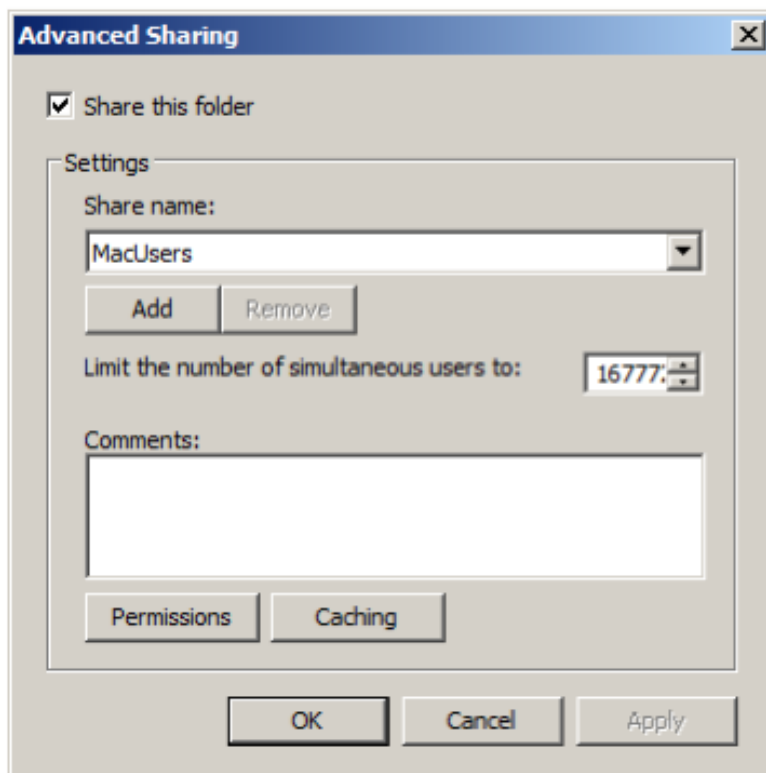 Advanced Sharing
Share this folder
Settings
Share name:
MacUsers
Add Remove
Limit the number of simultaneous users to: 16777
Comments:
Permissions Caching
OK Cancel Apply